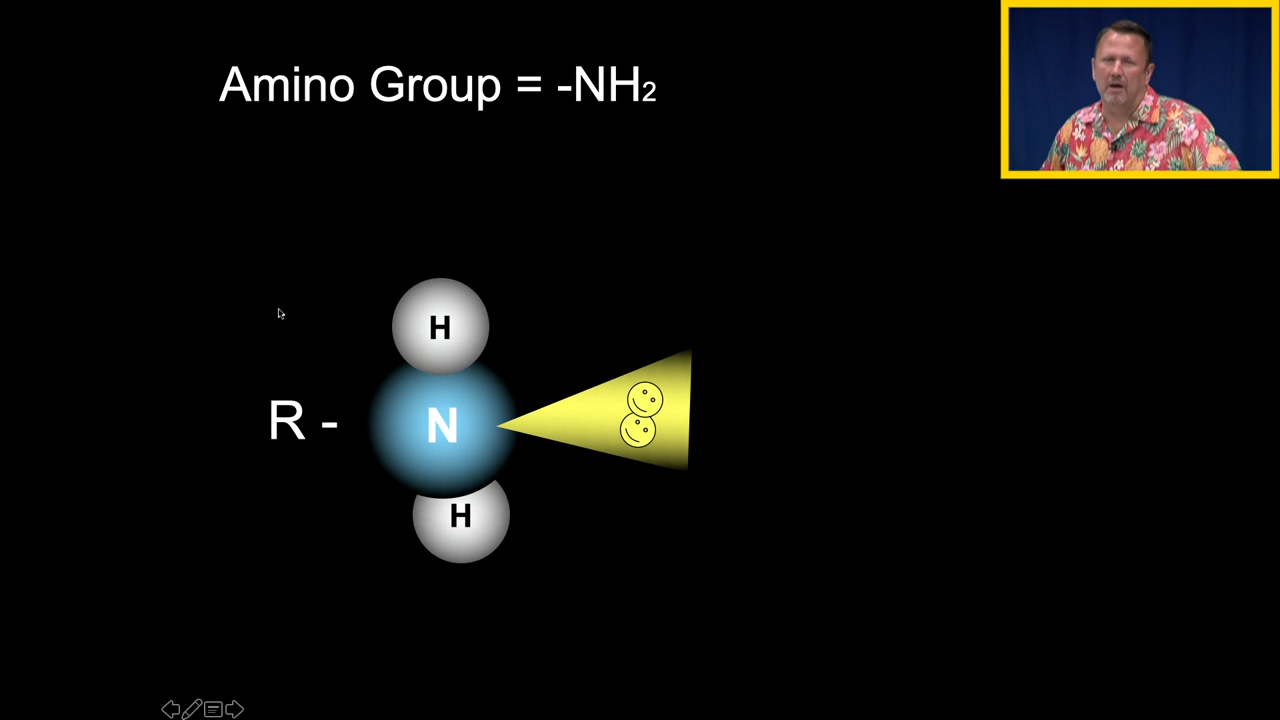 Amino Group = -NH₂
H
R - N
H